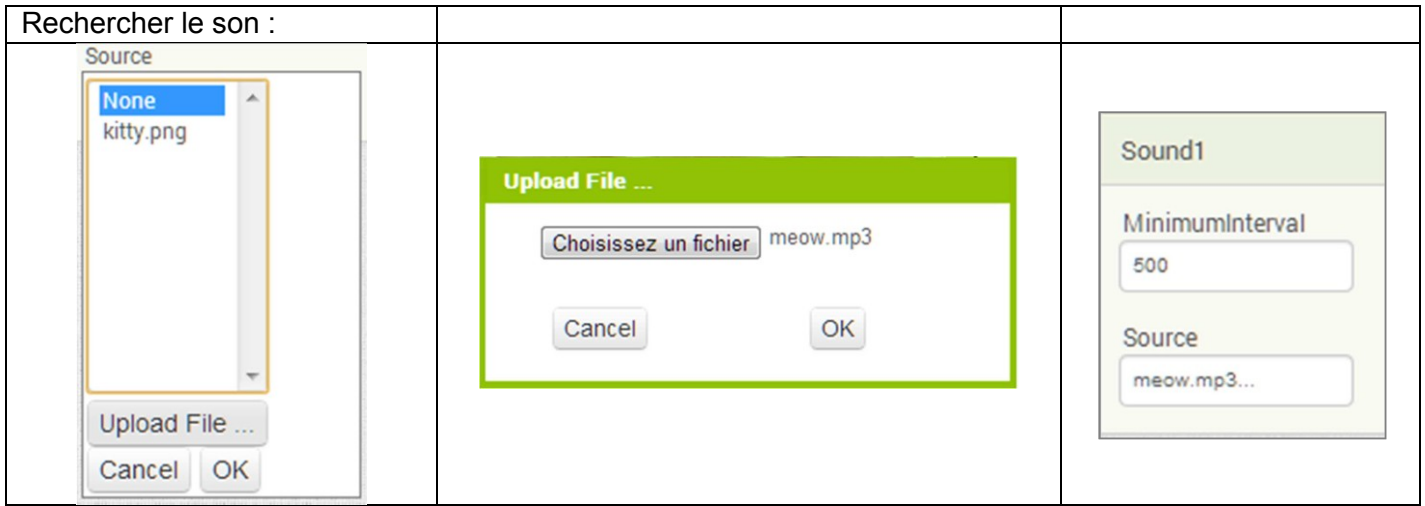 Rechercher le son :
Source
None
kitty.png
Upload File ...
Cancel OK
Upload File ...
Choisissez un fichier meow.mp3
Cancel OK
Sound1
MinimumInterval
500
Source
meow.mp3...